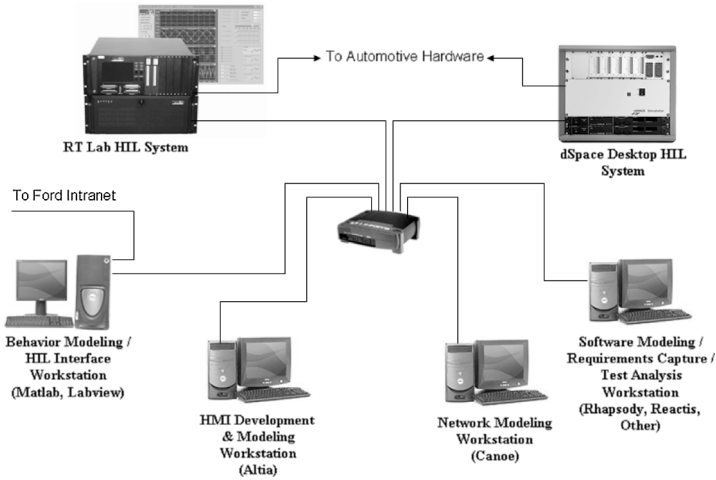 To Automotive Hardware
RT Lab HIL System
dSpace Desktop HIL
System
To Ford Intranet
Behavior Modeling /
HIL Interface
Workstation
(Matlab, Labview)
HMI Development
& Modeling
Workstation
(Altia)
Network Modeling
Workstation
(Canoe)
Software Modeling /
Requirements Capture /
Test Analysis
Workstation
(Rhapsody, Reactis,
Other)